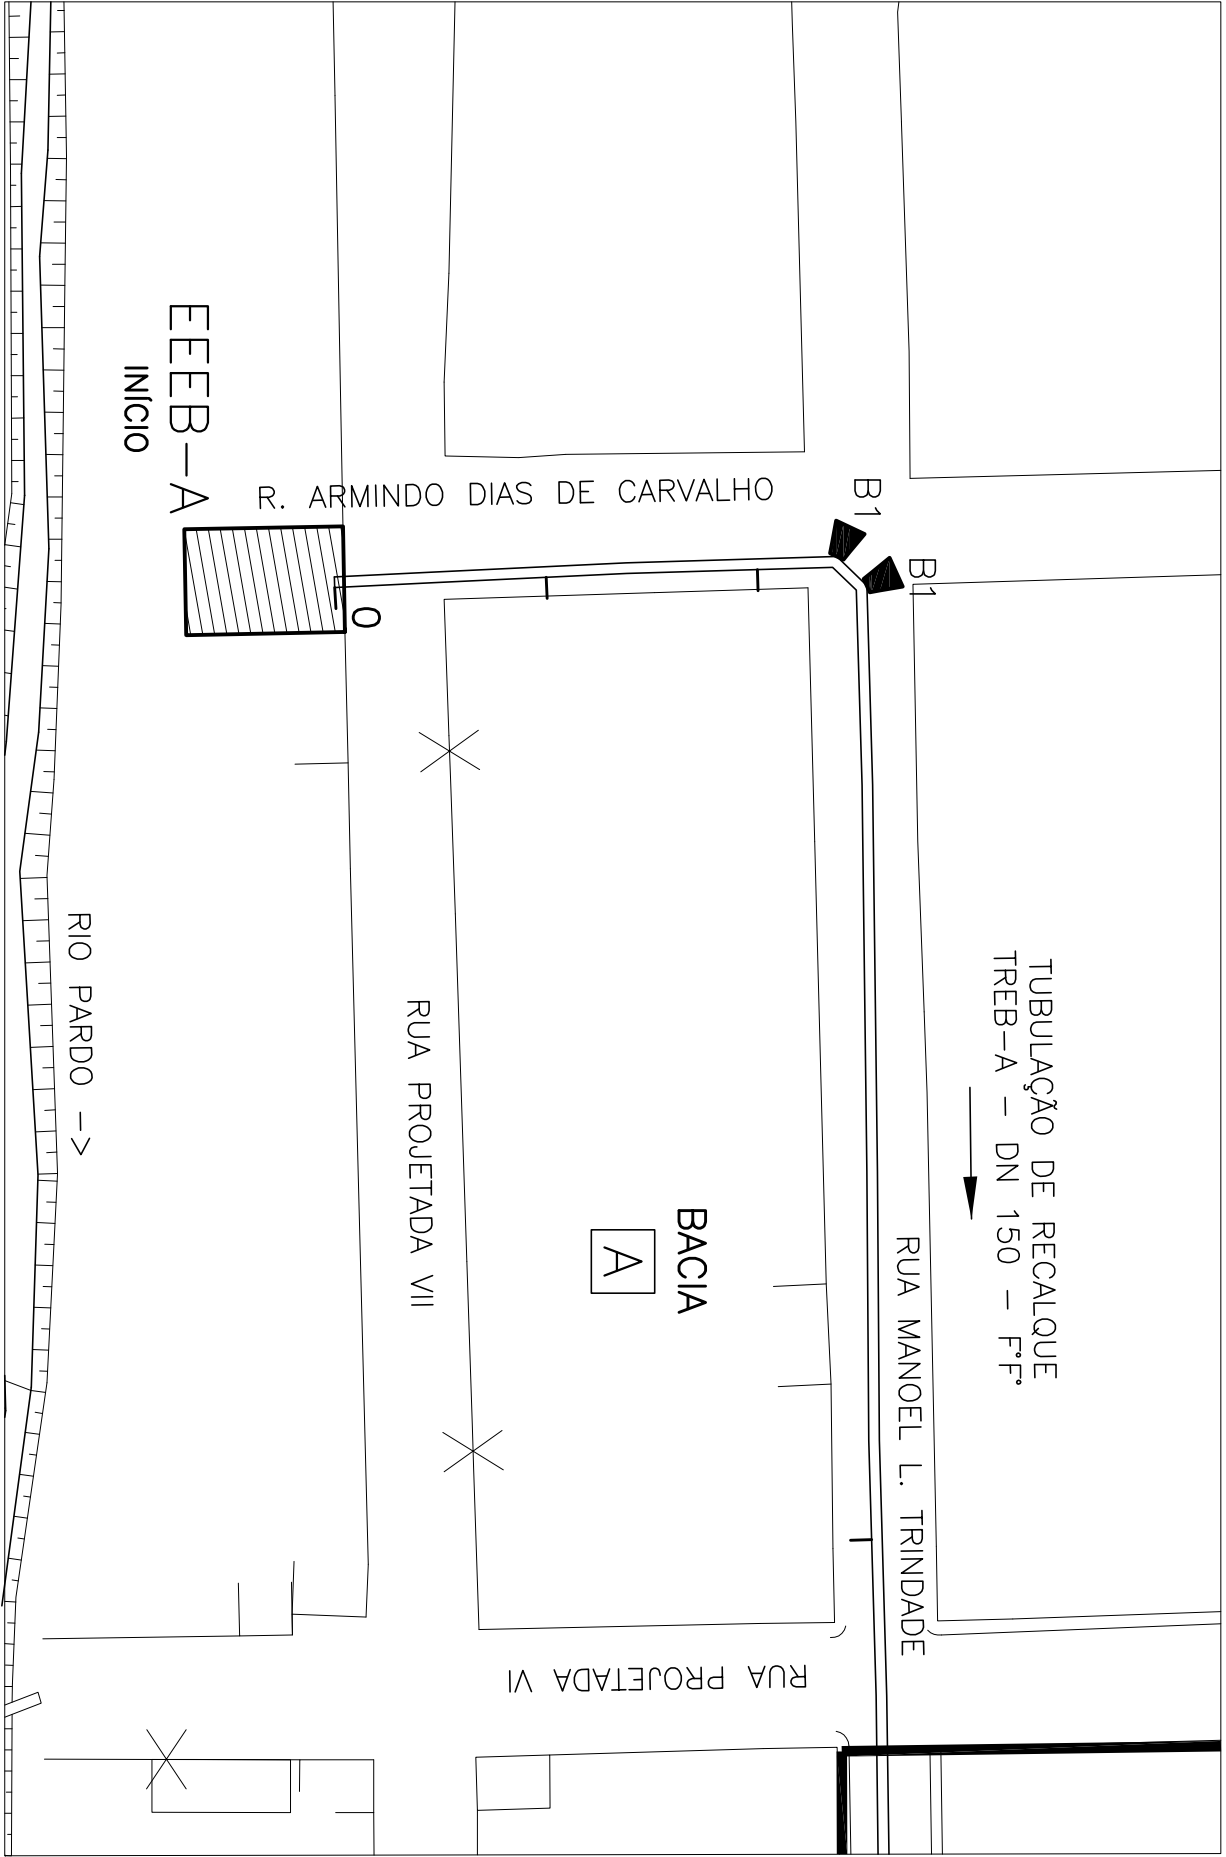 EEEB-A
INÍCIO
R. ARMINDO DIAS DE CARVALHO
B1
B1
0
TUBULAÇÃO DE RECALQUE
TREB-A - DN 150 - F°F°
RUA MANOEL L. TRINDADE
BACIA
A
RUA PROJETADA VII
RIO PARDO ->
RUA PROJETADA VI